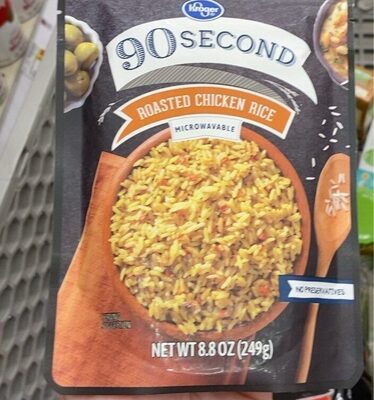 Kroger
90 SECOND
ROASTED CHICKEN RICE
MICROWAVABLE
NO PRESERVATIVES
NET WT 8.8 OZ (249g)